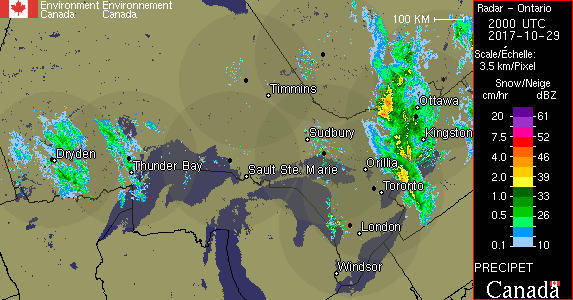 Environment Environnement
Canada Canada
100 KM
Timmins
Ottawa
Sudbury
Kingston
Dryden
Thunder Bay
Sault Ste. Marie
Orillia
Toronto
London
Windsor
Radar - Ontario
2000 UTC
2017-10-29
Scale/Échelle:
3.5 km/Pixel
Snow/Neige
cm/hr dBZ
20 61
7.5 52
4.0 46
2.0 39
1.0 33
0.5 26
0.1 10
PRECIPET
Canada